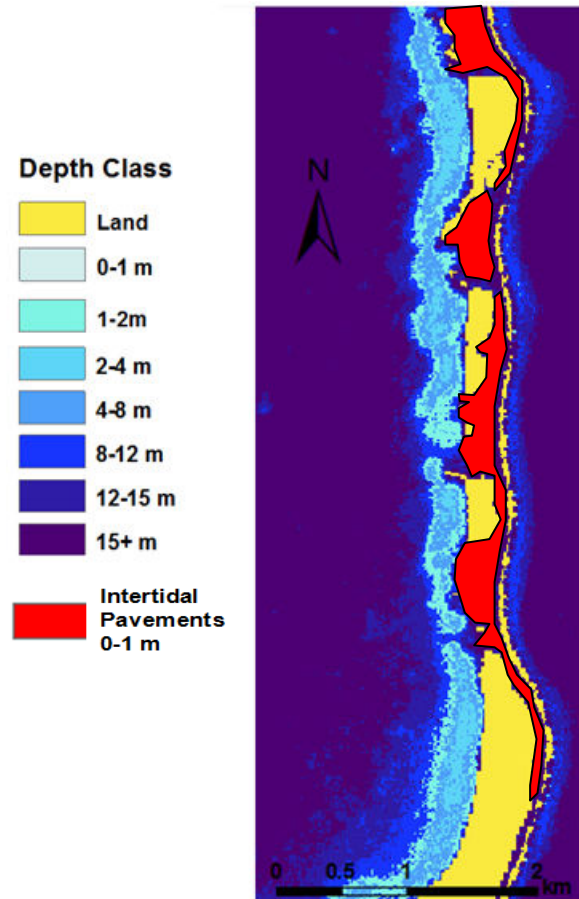 N
Depth Class
Land
0-1 m
1-2m
2-4 m
4-8 m
8-12 m
12-15 m
15+ m
Intertidal
Pavements
0-1 m
0 0.5 1 2
km